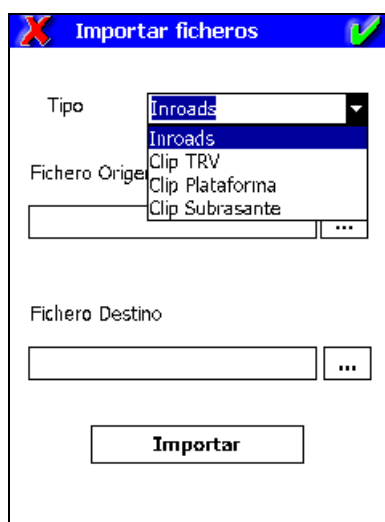 Importar ficheros
Tipo
Inroads
Inroads
Clip TRV
Fichero Orige
Clip Plataforma
Clip Subrasante
...
Fichero Destino
...
Importar